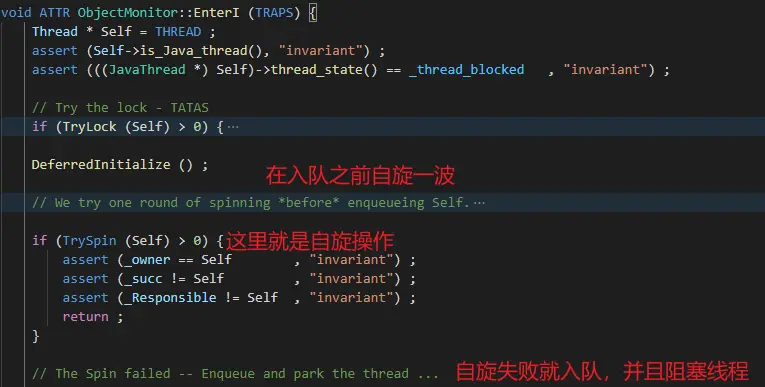 void ATTR ObjectMonitor::EnterI (TRAPS) {
Thread * Self = THREAD ;
assert (Self->is_Java_thread(), "invariant") ;
assert (((JavaThread *) Self)->thread_state() == _thread_blocked , "invariant") ;
// Try the lock - TATAS
if (TryLock (Self) > 0) {…
DeferredInitialize () ;
在入队之前自旋一波
// We try one round of spinning *before* enqueueing Self.…
if (TrySpin (Self) > 0) { 这里就是自旋操作
assert (_owner == Self , "invariant") ;
assert (_succ != Self , "invariant") ;
assert (_Responsible != Self , "invariant") ;
return ;
}
// The Spin failed -- Enqueue and park the thread ... 自旋失败就入队，并且阻塞线程